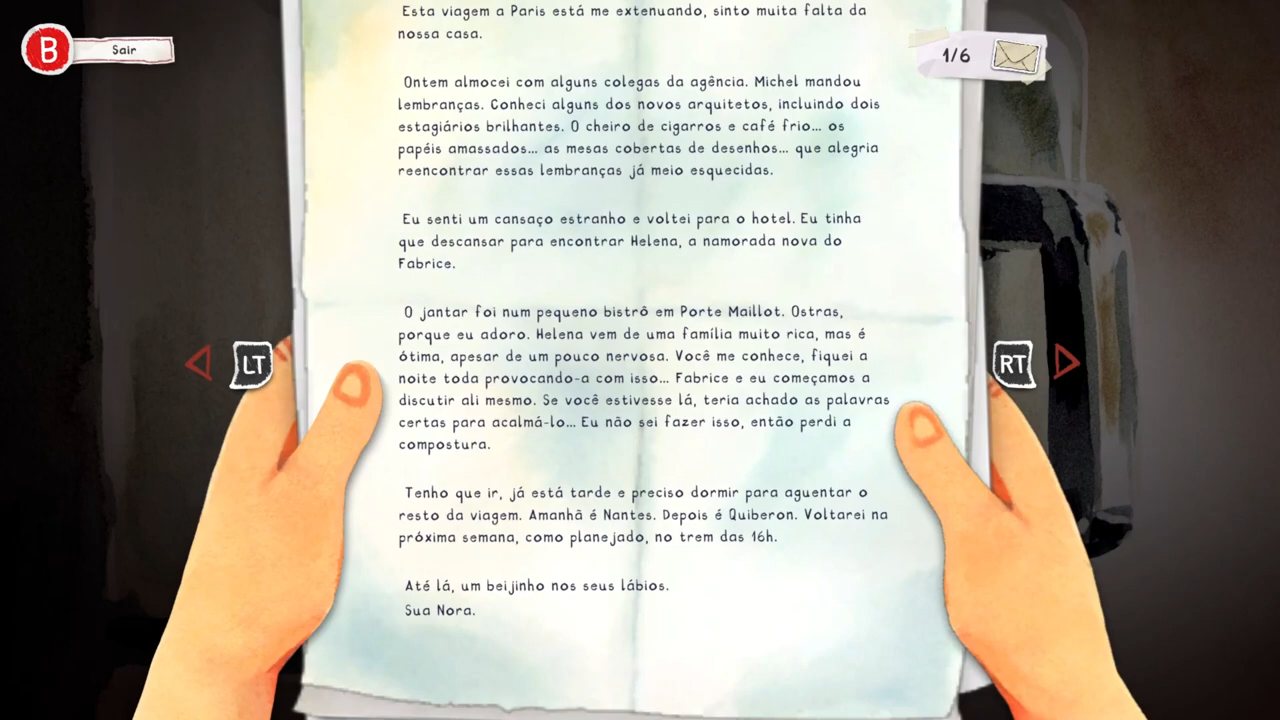 Esta viagem a Paris está me extenuando, sinto muita falta da
nossa casa.
B
Sair
1/6
Ontem almocei com alguns colegas da agência. Michel mandou
lembranças. Conheci alguns dos novos arquitetos, incluindo dois
estagiários brilhantes. O cheiro de cigarros e café frio... os
papéis amassados... as mesas cobertas de desenhos... que alegria
reencontrar essas lembranças já meio esquecidas.
Eu senti um cansaço estranho e voltei para o hotel. Eu tinha
que descansar para encontrar Helena, a namorada nova do
Fabrice.
O jantar foi num pequeno bistrô em Porte Maillot. Ostras,
porque eu adoro. Helena vem de uma família muito rica, mas é
ótima, apesar de um pouco nervosa. Você me conhece, fiquei a
noite toda provocando-a com isso... Fabrice e eu começamos a
discutir ali mesmo. Se você estivesse lá, teria achado as palavras
certas para acalmá-lo... Eu não sei fazer isso, então perdi a
compostura.
LT
RT
Tenho que ir, já está tarde e preciso dormir para aguentar o
resto da viagem. Amanhã é Nantes. Depois é Quiberon. Voltarei na
próxima semana, como planejado, no trem das 16h.
Até lá, um beijinho nos seus lábios.
Sua Nora.